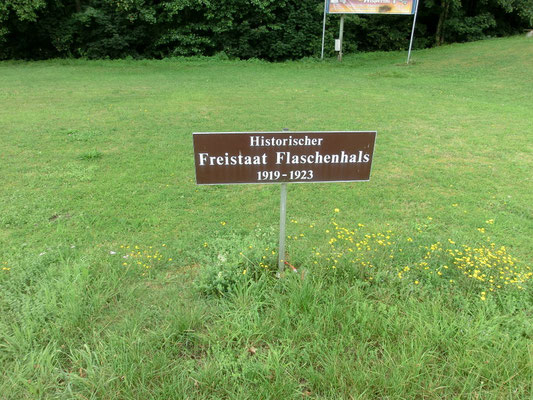 Historischer
Freistaat Flaschenhals
1919 - 1923